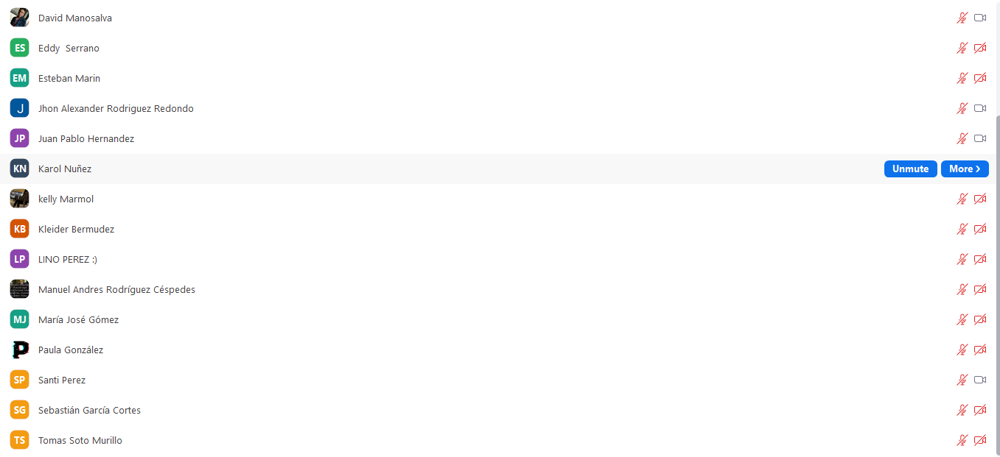 David Manosalva
ES Eddy  Serrano
EM Esteban Marin
J Jhon Alexander Rodriguez Redondo
JP Juan Pablo Hernandez
KN Karol Nuñez Unmute More >
kelly Marmol
KB Kleider Bermudez
LP LINO PEREZ :)
Manuel Andres Rodríguez Céspedes
MJ María José Gómez
P Paula González
SP Santi Perez
SG Sebastián García Cortes
TS Tomas Soto Murillo